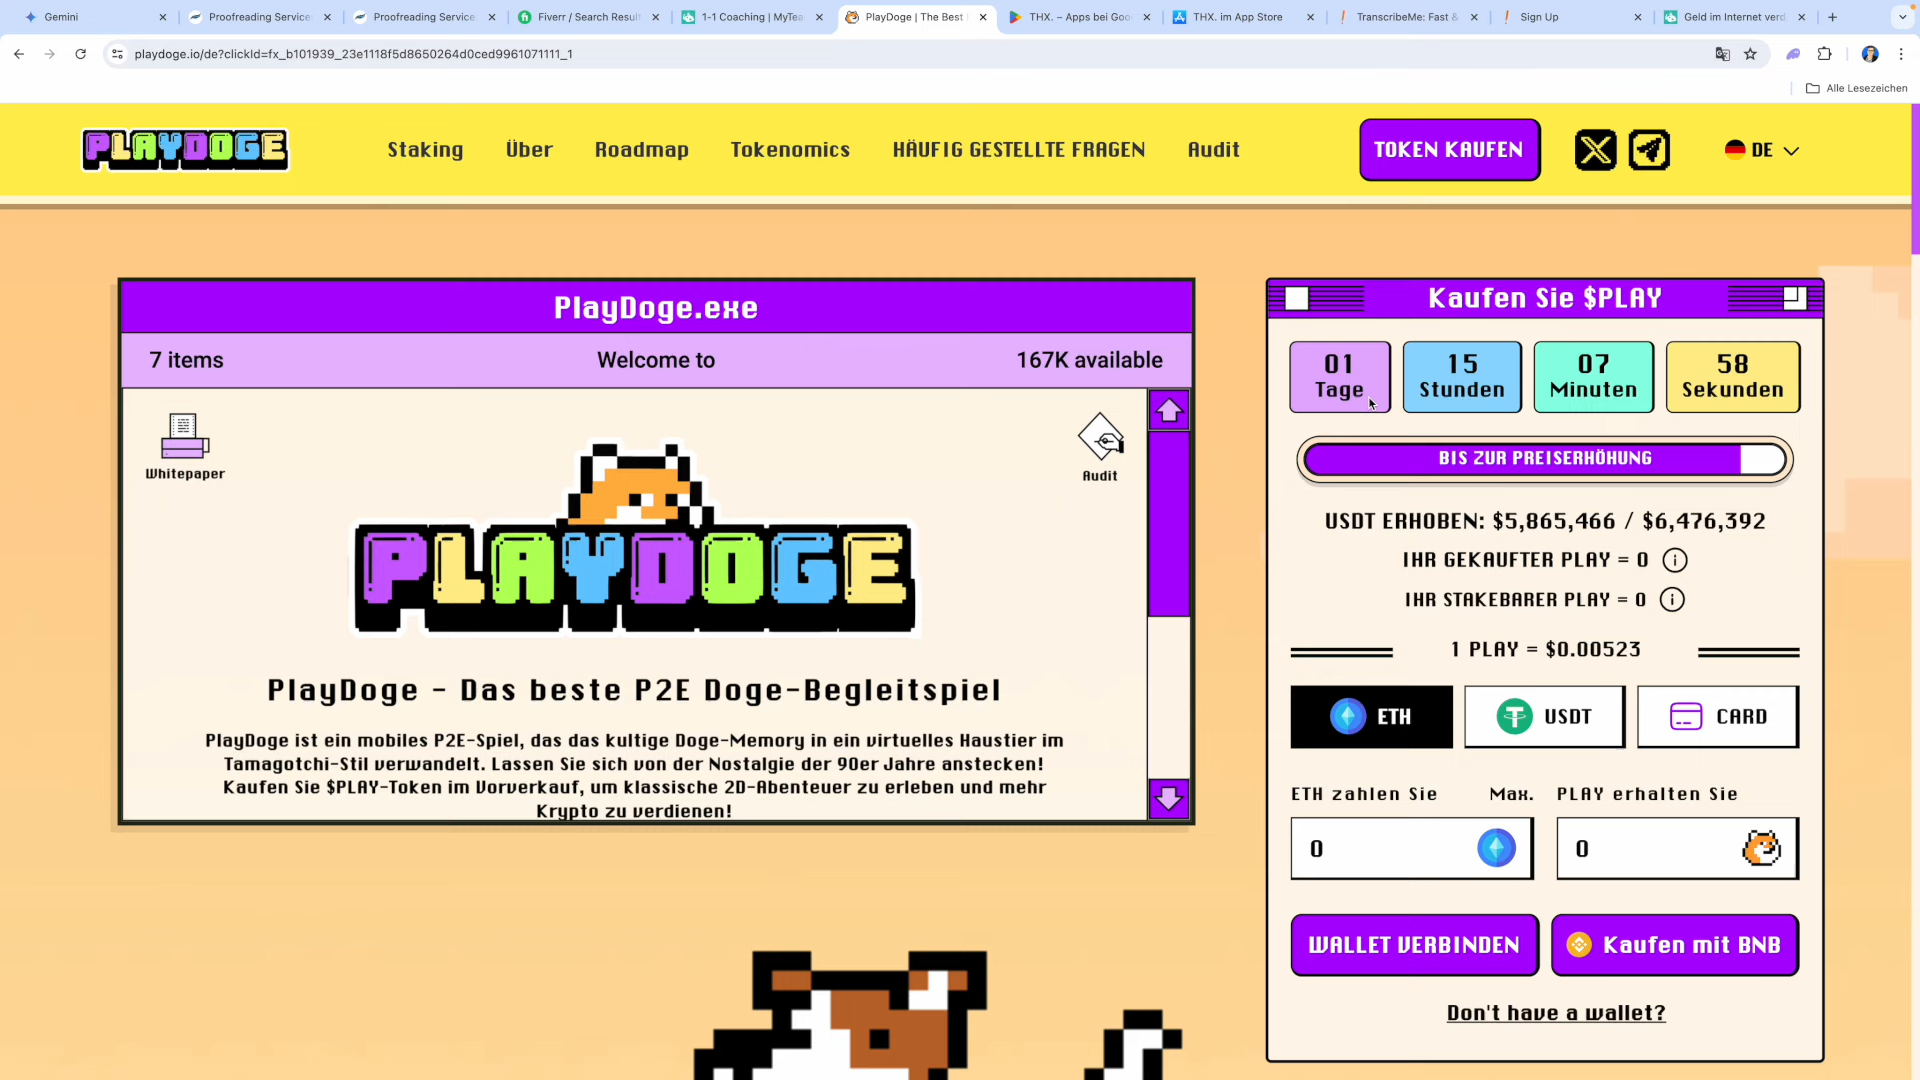 Gemini
Proofreading Service
Proofreading Service
Fiverr / Search Resul
1-1 Coaching | MyTea
PlayDoge | The Best
THX. – Apps bei Goo
THX. im App Store
TranscribeMe: Fast &
Sign Up
Geld im Internet verd
playdoge.io/de?clickId=fx_b101939_23e1118f5d8650264d0ced9961071111_1
Alle Lesezeichen
PLAYDOGE
Staking
Über
Roadmap
Tokenomics
HÄUFIG GESTELLTE FRAGEN
Audit
TOKEN KAUFEN
DE
PlayDoge.exe
7 items
Welcome to
167K available
Whitepaper
Audit
PLAYDOGE
PlayDoge - Das beste P2E Doge-Begleitspiel
PlayDoge ist ein mobiles P2E-Spiel, das das kultige Doge-Memory in ein virtuelles Haustier im
Tamagotchi-Stil verwandelt. Lassen Sie sich von der Nostalgie der 90er Jahre anstecken!
Kaufen Sie $PLAY-Token im Vorverkauf, um klassische 2D-Abenteuer zu erleben und mehr
Krypto zu verdienen!
Kaufen Sie $PLAY
01
Tage
15
Stunden
07
Minuten
58
Sekunden
BIS ZUR PREISERHÖHUNG
USDT ERHOBEN: $5,865,466 / $6,476,392
IHR GEKAUFTER PLAY = 0
IHR STAKEBARER PLAY = 0
1 PLAY = $0.00523
ETH
USDT
CARD
ETH zahlen Sie
Max.
PLAY erhalten Sie
0
0
WALLET VERBINDEN
Kaufen mit BNB
Don't have a wallet?